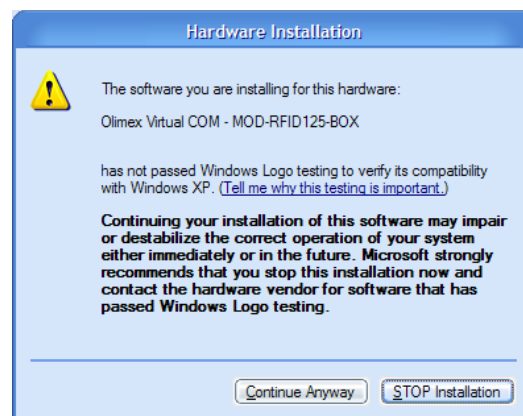 Hardware Installation
The software you are installing for this hardware:
Olimex Virtual COM - MOD-RFID125-BOX
has not passed Windows Logo testing to verify its compatibility
with Windows XP. (Tell me why this testing is important.)
Continuing your installation of this software may impair
or destabilize the correct operation of your system
either immediately or in the future. Microsoft strongly
recommends that you stop this installation now and
contact the hardware vendor for software that has
passed Windows Logo testing.
Continue Anyway STOP Installation